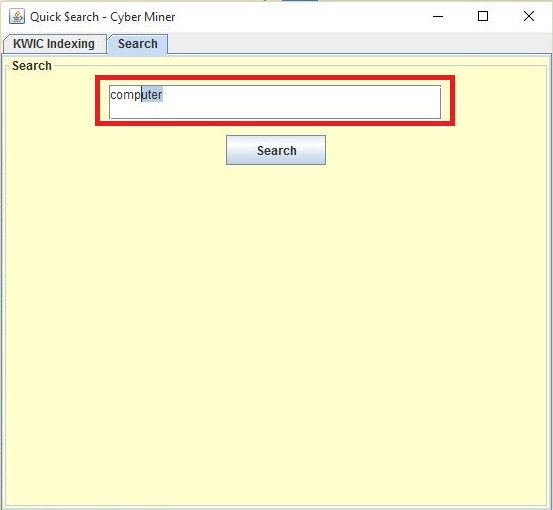 Quick Search - Cyber Miner
KWIC Indexing Search
Search
computer
Search